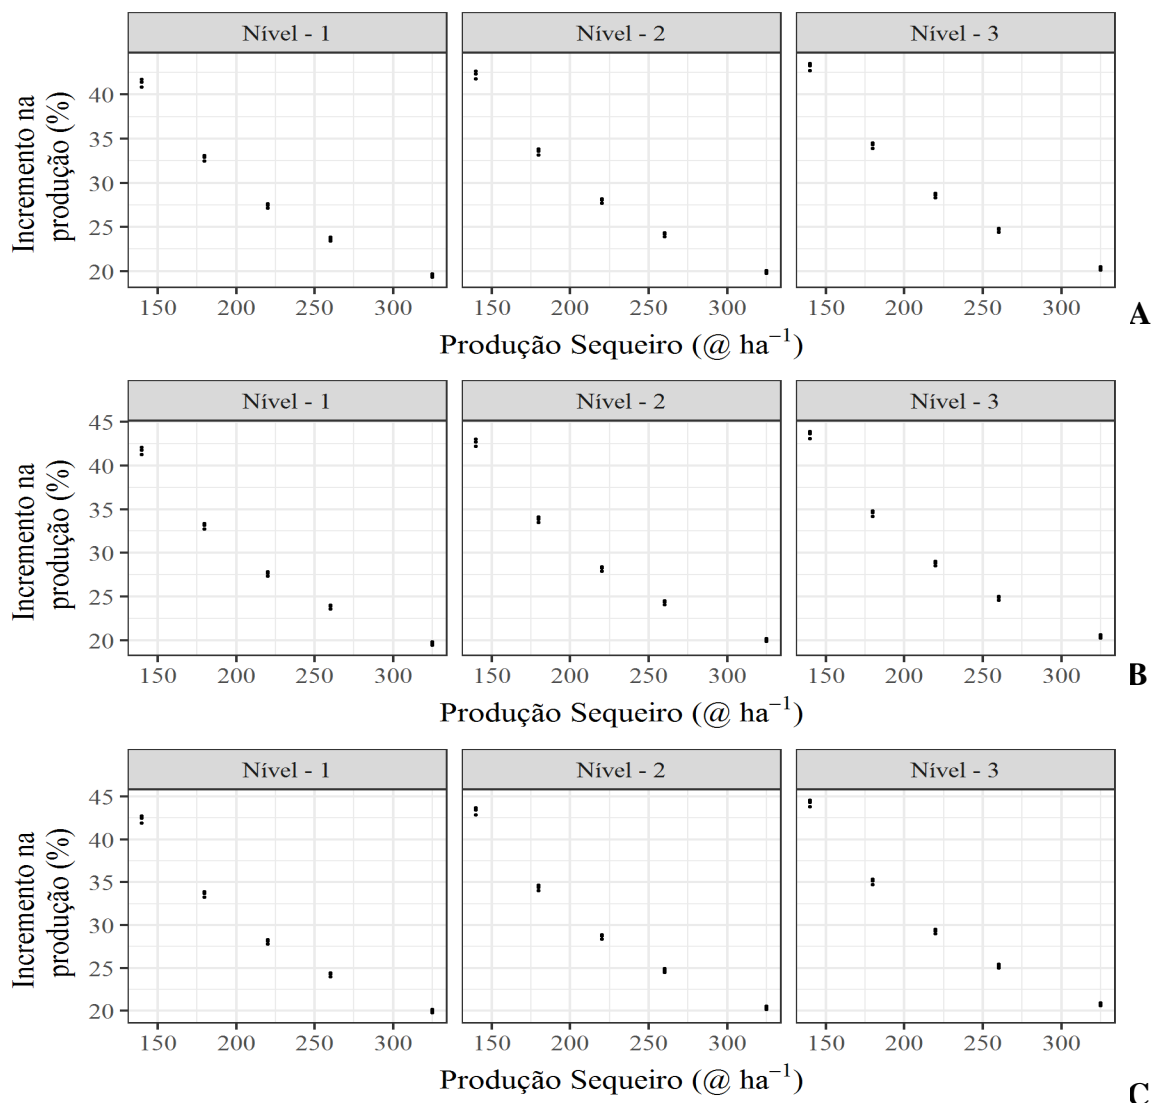 Nível - 1 Nível - 2 Nível - 3
Incremento na
produção (%)
40
35
30
25
20
150 200 250 300 150 200 250 300 150 200 250 300
Produção Sequeiro (@ ha⁻¹)
A
Nível - 1 Nível - 2 Nível - 3
Incremento na
produção (%)
45
40
35
30
25
20
150 200 250 300 150 200 250 300 150 200 250 300
Produção Sequeiro (@ ha⁻¹)
B
Nível - 1 Nível - 2 Nível - 3
Incremento na
produção (%)
45
40
35
30
25
20
150 200 250 300 150 200 250 300 150 200 250 300
Produção Sequeiro (@ ha⁻¹)
C